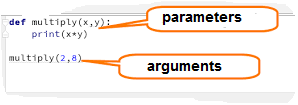 def multiply(x,y):
    print(x*y)
multiply(2,8)
parameters
arguments